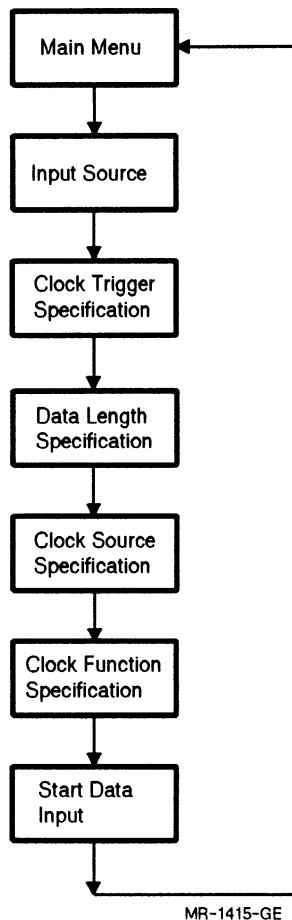 Main Menu
Input Source
Clock Trigger
Specification
Data Length
Specification
Clock Source
Specification
Clock Function
Specification
Start Data
Input
MR-1415-GE